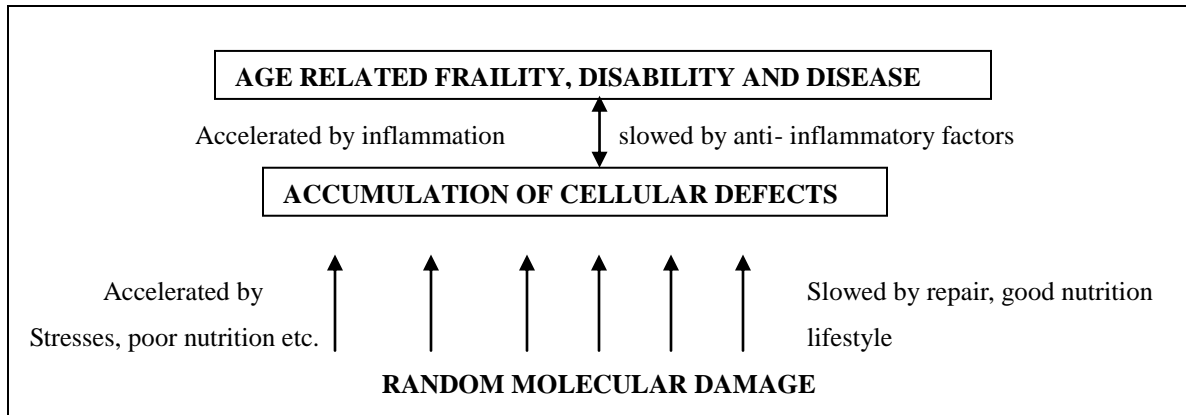 AGE RELATED FRAILITY, DISABILITY AND DISEASE
Accelerated by inflammation slowed by anti- inflammatory factors
ACCUMULATION OF CELLULAR DEFECTS
Accelerated by Slowed by repair, good nutrition
Stresses, poor nutrition etc. lifestyle
RANDOM MOLECULAR DAMAGE